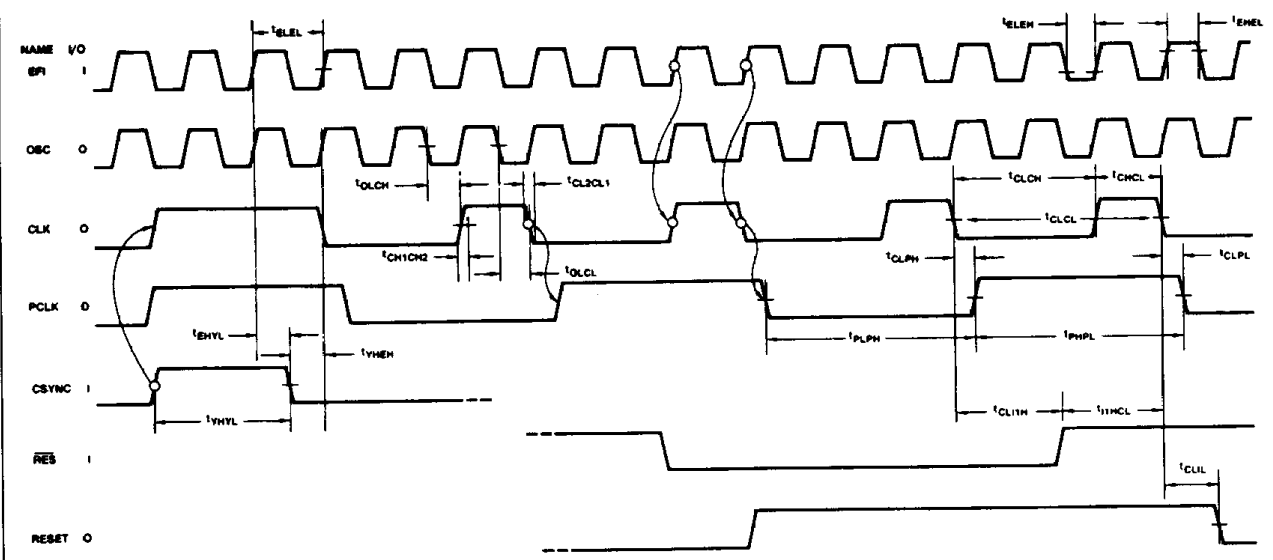 tELEL
tELEH
tEHEL
NAME I/O
EFI I
OSC O
tOLCH
tCL2CL1
tCLCH
tCHCL
CLK O
tCLCL
tCH1CH2
tOLCL
tCLPH
tCLPL
PCLK O
tEHYL
tYHEH
tPLPH
tPHPL
CSYNC I
tYHYL
tCLI1H
tI1HCL
RES I
tCLIL
RESET O